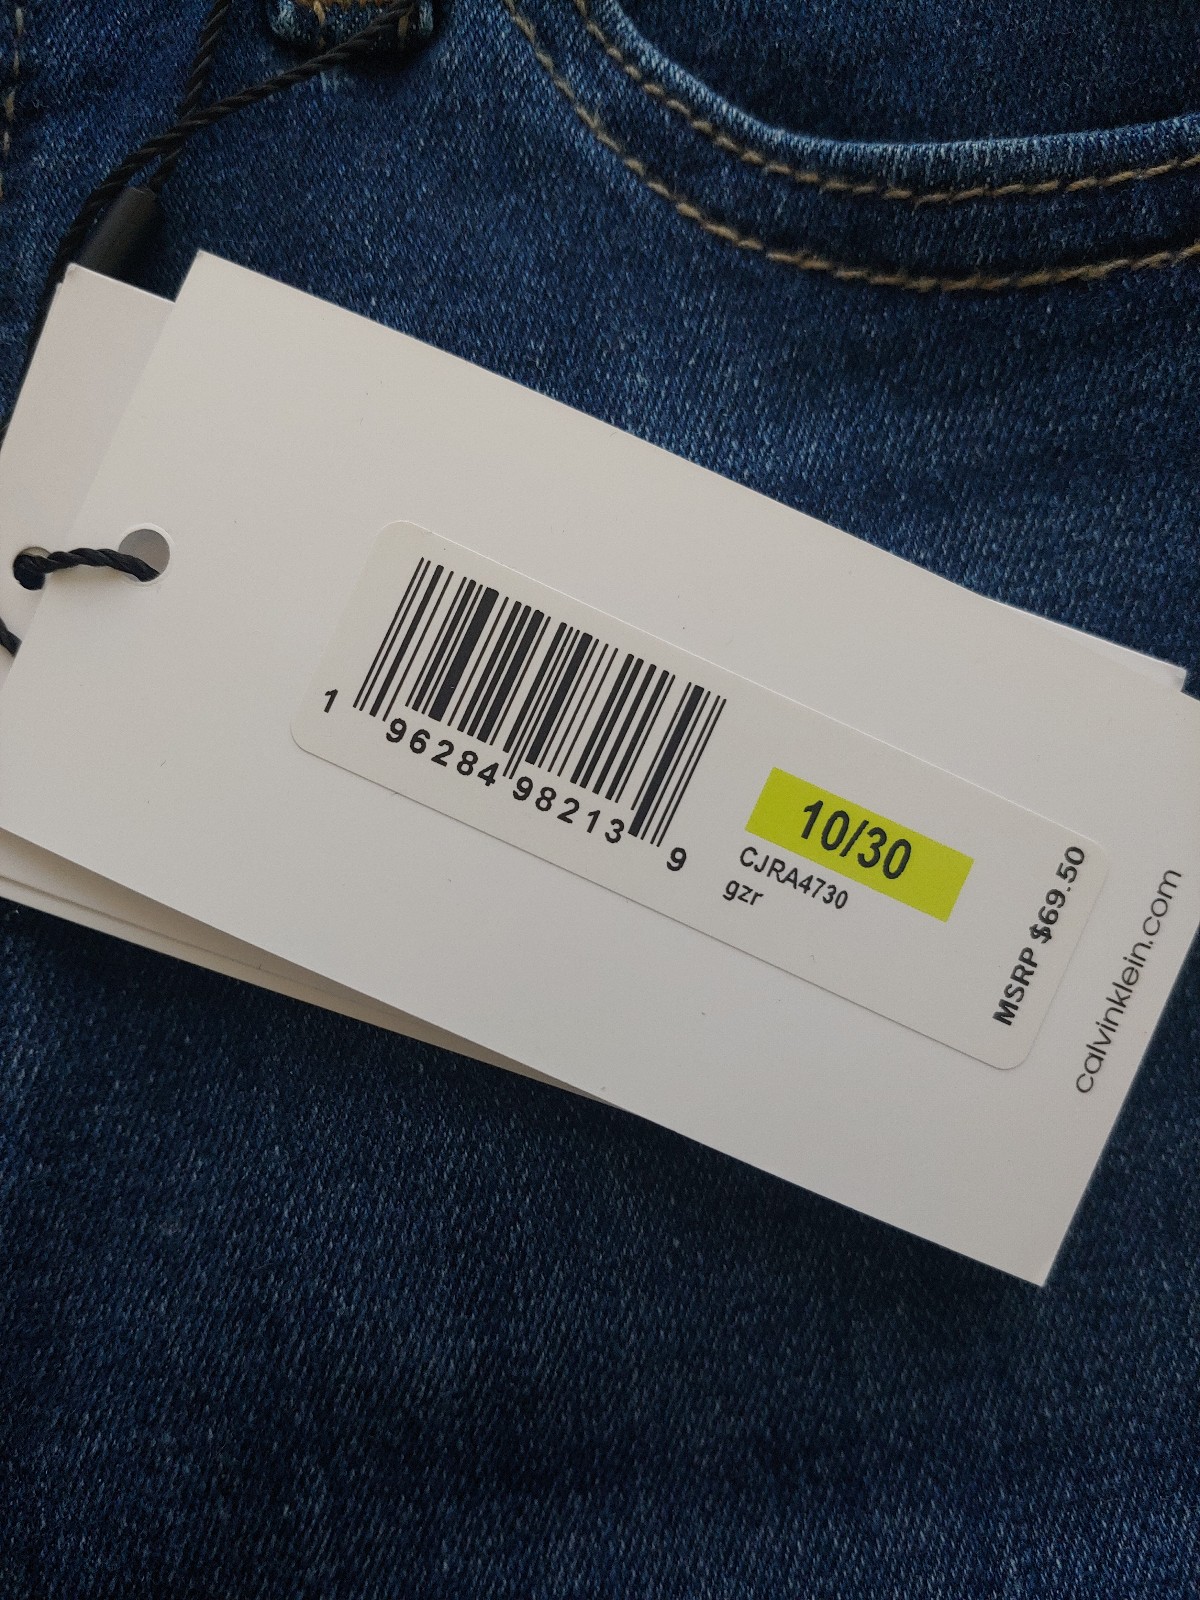 1 96284 98213 9
10/30
CJRA4730
gzr
MSRP $69.50
calvinklein.com